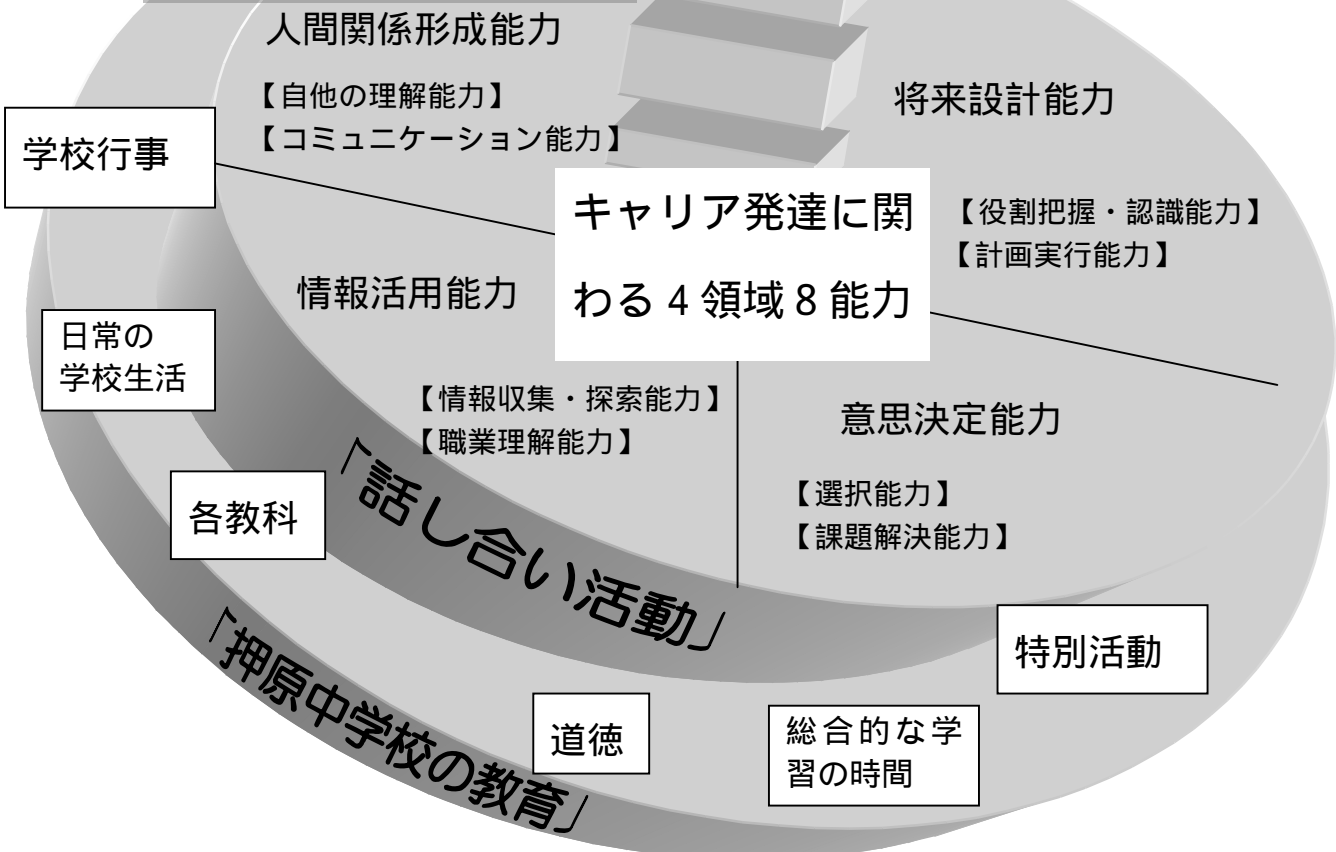 人間関係形成能力
【自他の理解能力】
【コミュニケーション能力】
将来設計能力
【役割把握・認識能力】
【計画実行能力】
学校行事
キャリア発達に関
わる4領域8能力
情報活用能力
【情報収集・探索能力】
【職業理解能力】
意思決定能力
【選択能力】
【課題解決能力】
日常の
学校生活
各教科
「話し合い活動」
特別活動
「押原中学校の教育」
道徳
総合的な学
習の時間